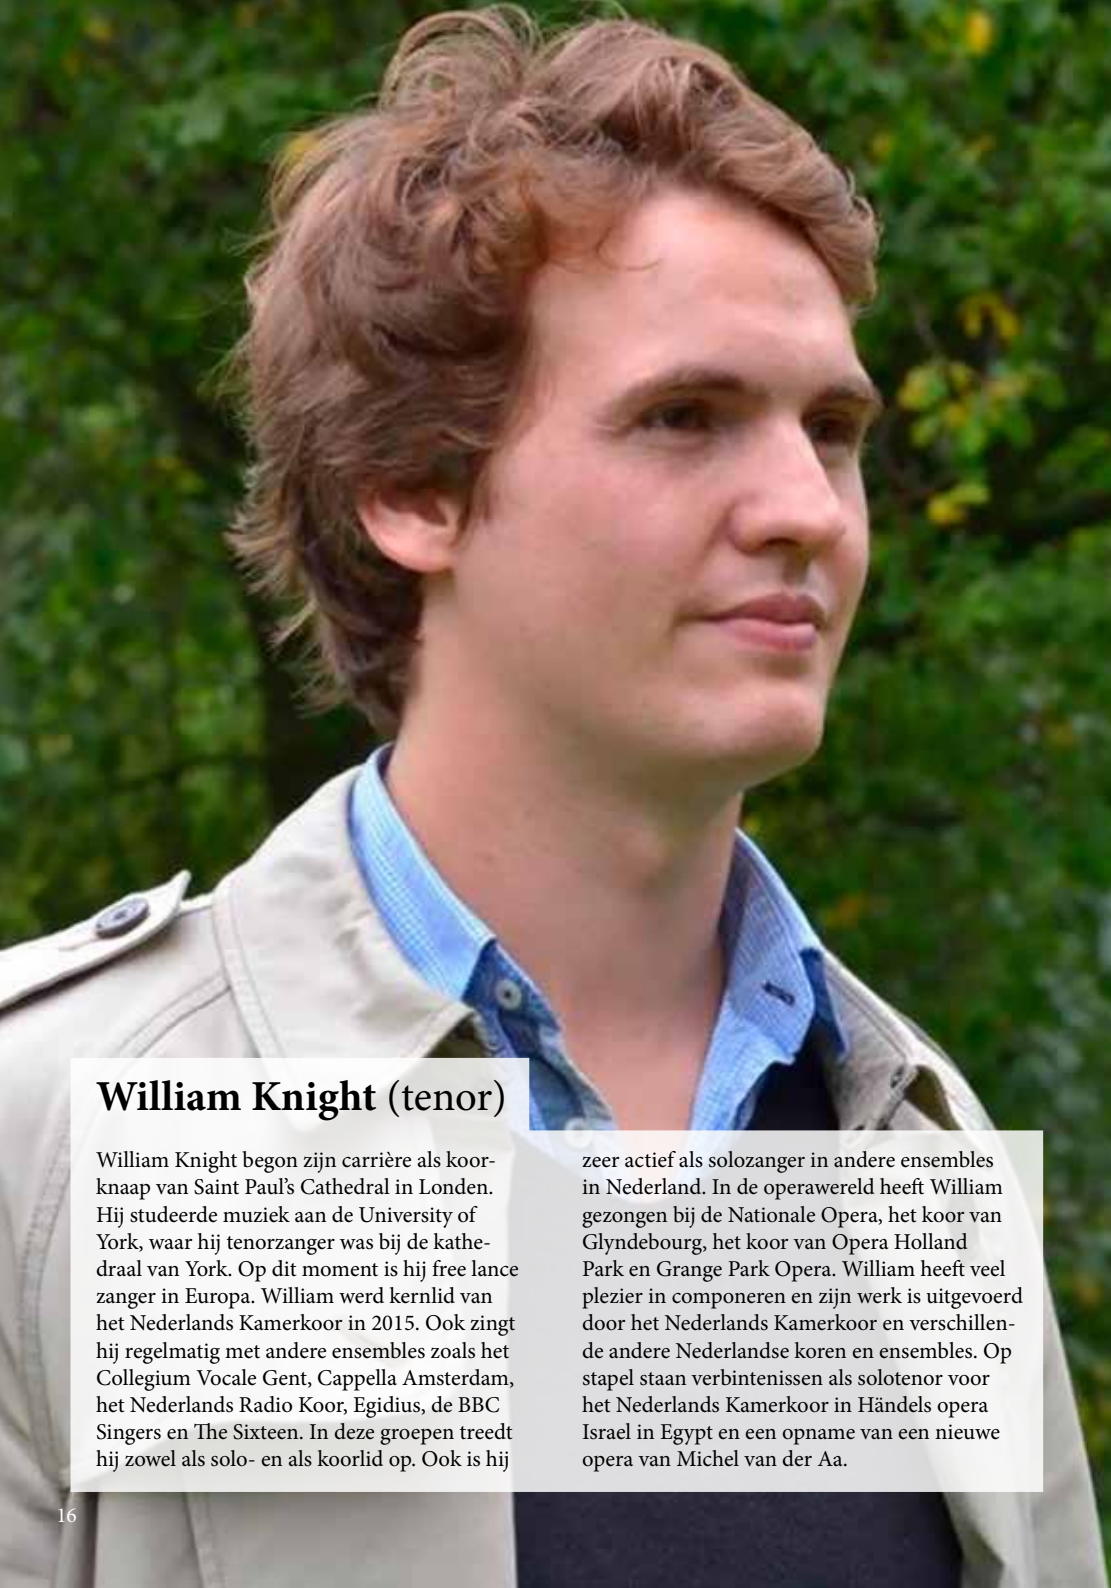 William Knight (tenor)
William Knight begon zijn carrière als koor-
knaap van Saint Paul’s Cathedral in Londen.
Hij studeerde muziek aan de University of
York, waar hij tenorzanger was bij de kathe-
draal van York. Op dit moment is hij free lance
zanger in Europa. William werd kernlid van
het Nederlands Kamerkoor in 2015. Ook zingt
hij regelmatig met andere ensembles zoals het
Collegium Vocale Gent, Cappella Amsterdam,
het Nederlands Radio Koor, Egidius, de BBC
Singers en The Sixteen. In deze groepen treedt
hij zowel als solo- en als koorlid op. Ook is hij
zeer actief als solozanger in andere ensembles
in Nederland. In de operawereld heeft William
gezongen bij de Nationale Opera, het koor van
Glyndebourg, het koor van Opera Holland
Park en Grange Park Opera. William heeft veel
plezier in componeren en zijn werk is uitgevoerd
door het Nederlands Kamerkoor en verschillen-
de andere Nederlandse koren en ensembles. Op
stapel staan verbintenissen als solotenor voor
het Nederlands Kamerkoor in Händels opera
Israel in Egypt en een opname van een nieuwe
opera van Michel van der Aa.
16